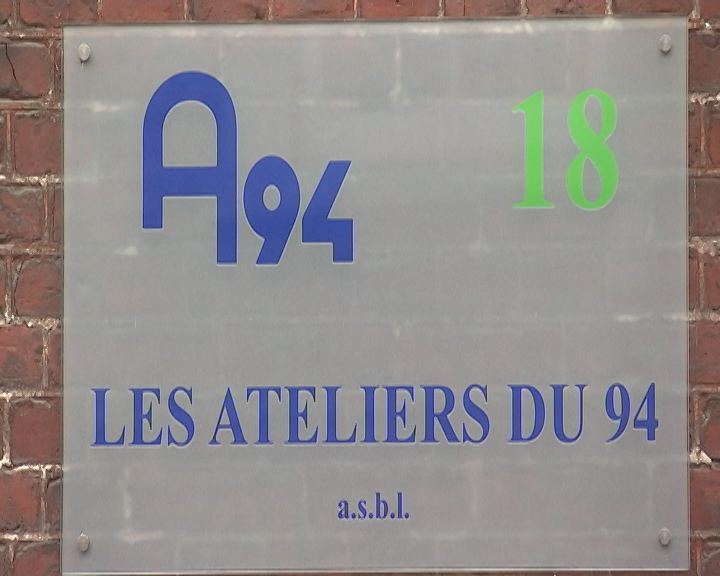 A94 18
LES ATELIERS DU 94
a.s.b.l.